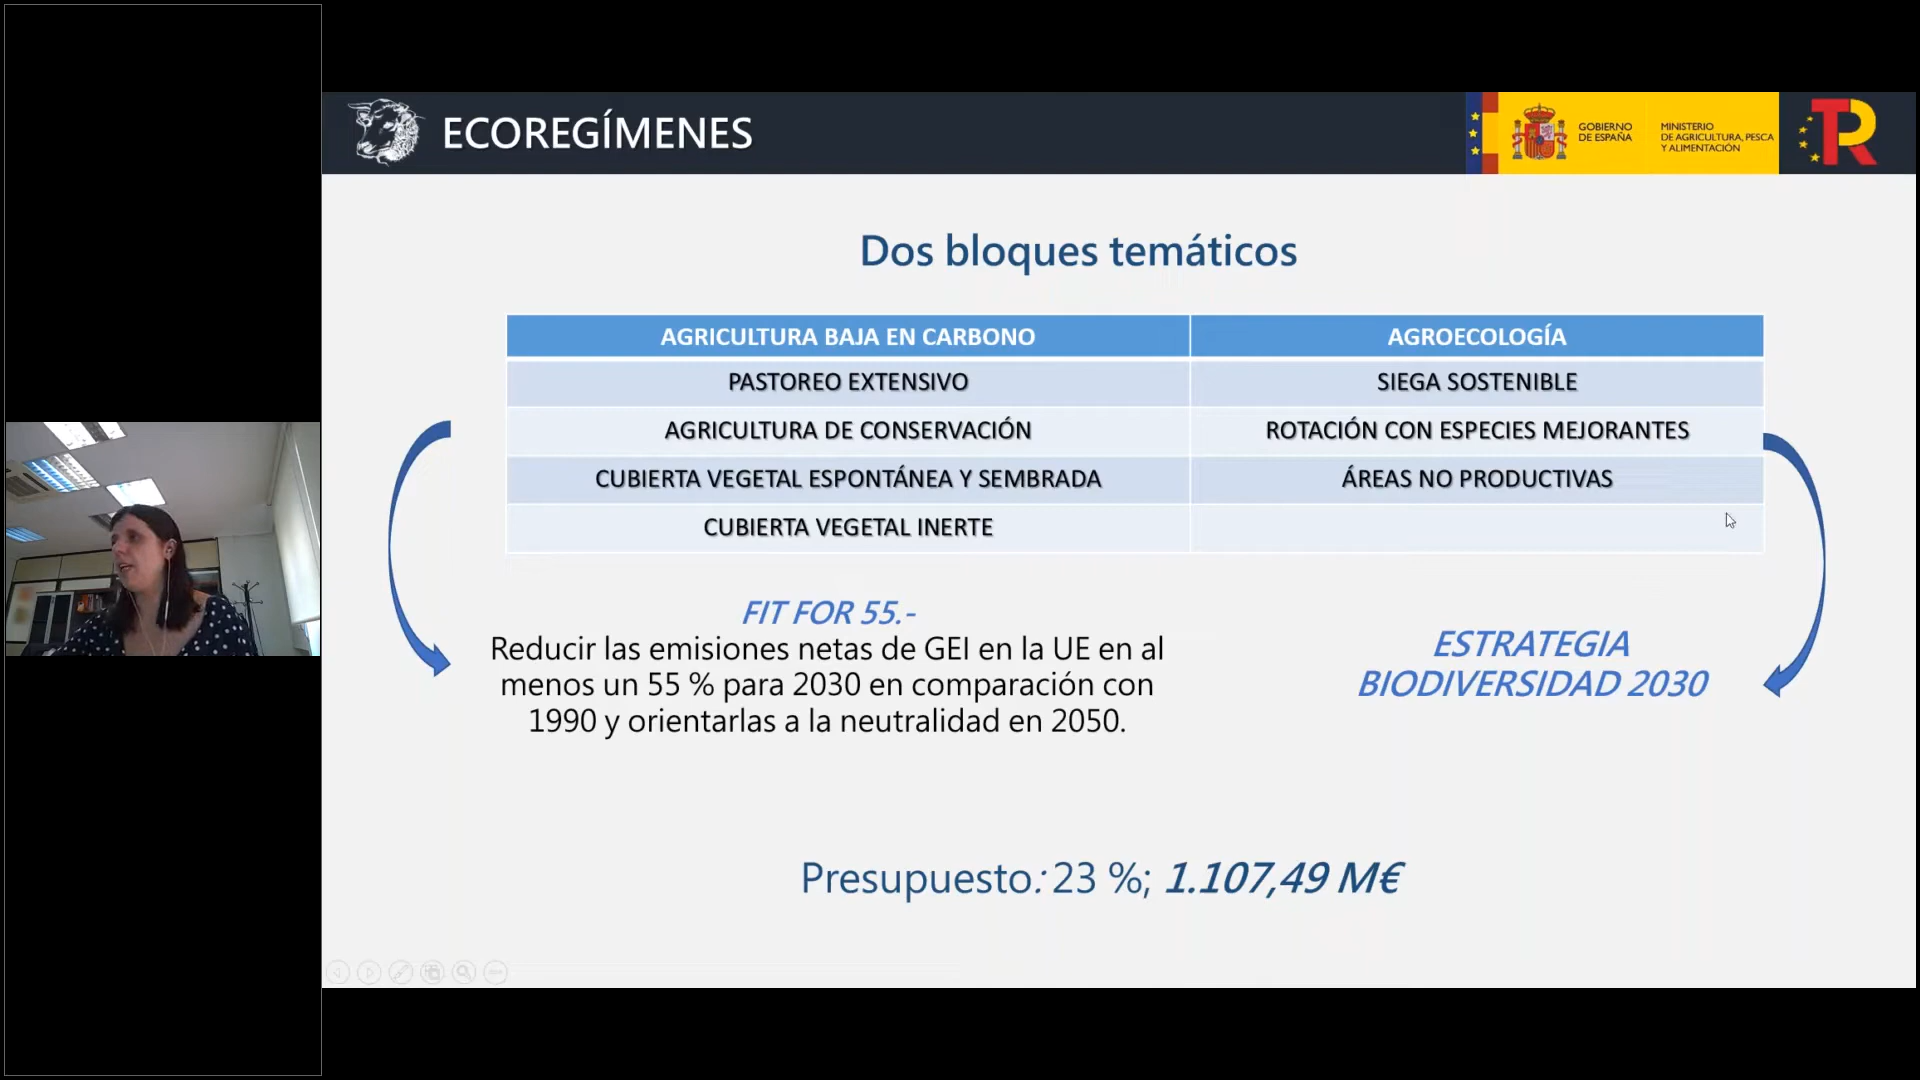 ECOREGÍMENES
GOBIERNO
DE ESPAÑA
MINISTERIO
DE AGRICULTURA, PESCA
Y ALIMENTACIÓN
TR
Dos bloques temáticos
AGRICULTURA BAJA EN CARBONO
AGROECOLOGÍA
PASTOREO EXTENSIVO
SIEGA SOSTENIBLE
AGRICULTURA DE CONSERVACIÓN
ROTACIÓN CON ESPECIES MEJORANTES
CUBIERTA VEGETAL ESPONTÁNEA Y SEMBRADA
ÁREAS NO PRODUCTIVAS
CUBIERTA VEGETAL INERTE
FIT FOR 55.-
Reducir las emisiones netas de GEI en la UE en al
menos un 55 % para 2030 en comparación con
1990 y orientarlas a la neutralidad en 2050.
ESTRATEGIA
BIODIVERSIDAD 2030
Presupuesto: 23 %; 1.107,49 M€